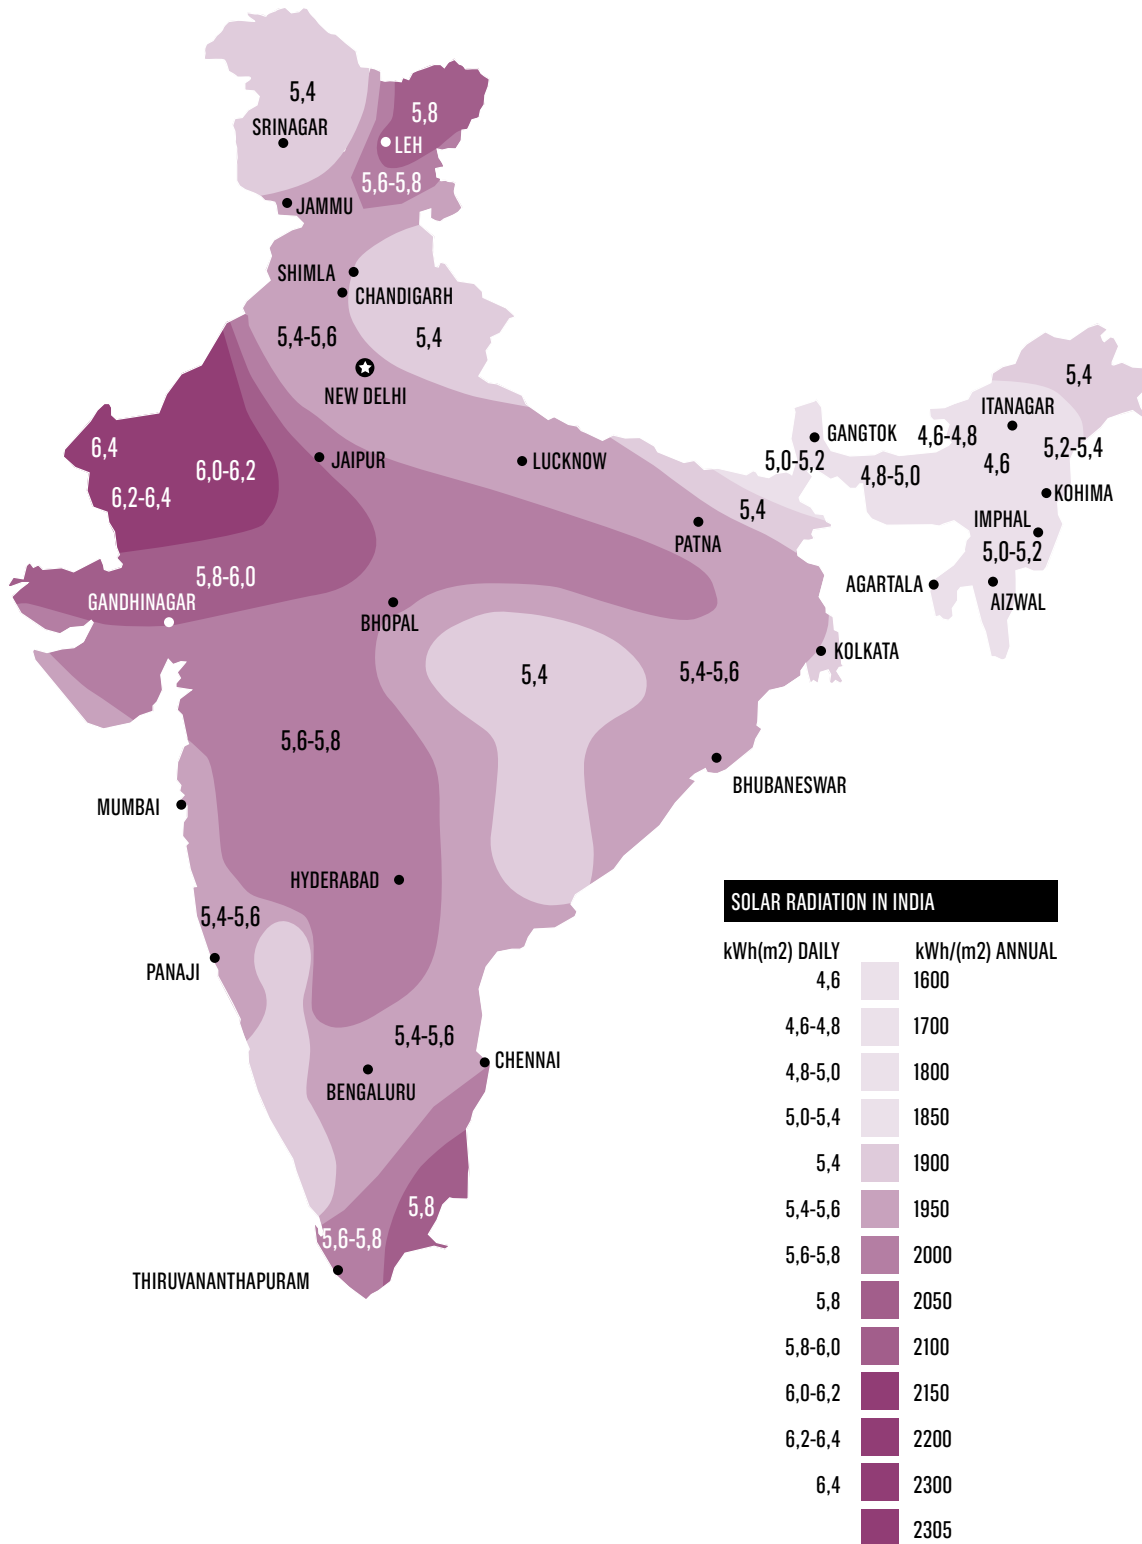 5,4
SRINAGAR
5,8
LEH
5,6-5,8
JAMMU
SHIMLA
CHANDIGARH
5,4-5,6
5,4
NEW DELHI
5,4
ITANAGAR
GANGTOK
4,6-4,8
5,2-5,4
6,4
6,0-6,2
JAIPUR
LUCKNOW
5,0-5,2
4,8-5,0
4,6
6,2-6,4
KOHIMA
5,4
IMPHAL
PATNA
5,0-5,2
5,8-6,0
AGARTALA
AIZWAL
GANDHINAGAR
BHOPAL
KOLKATA
5,4
5,4-5,6
5,6-5,8
BHUBANESWAR
MUMBAI
HYDERABAD
5,4-5,6
PANAJI
5,4-5,6
CHENNAI
BENGALURU
5,8
5,6-5,8
THIRUVANANTHAPURAM
SOLAR RADIATION IN INDIA
kWh(m2) DAILY kWh/(m2) ANNUAL
4,6 1600
4,6-4,8 1700
4,8-5,0 1800
5,0-5,4 1850
5,4 1900
5,4-5,6 1950
5,6-5,8 2000
5,8 2050
5,8-6,0 2100
6,0-6,2 2150
6,2-6,4 2200
6,4 2300
2305